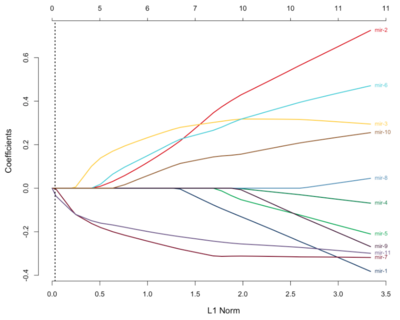 0 5 6 7 10 10 11 11
mir-2
mir-6
mir-3
mir-10
mir-8
mir-4
mir-5
mir-9
mir-11
mir-7
mir-1
Coefficients
0.6
0.4
0.2
0.0
-0.2
-0.4
0.0 0.5 1.0 1.5 2.0 2.5 3.0 3.5
L1 Norm